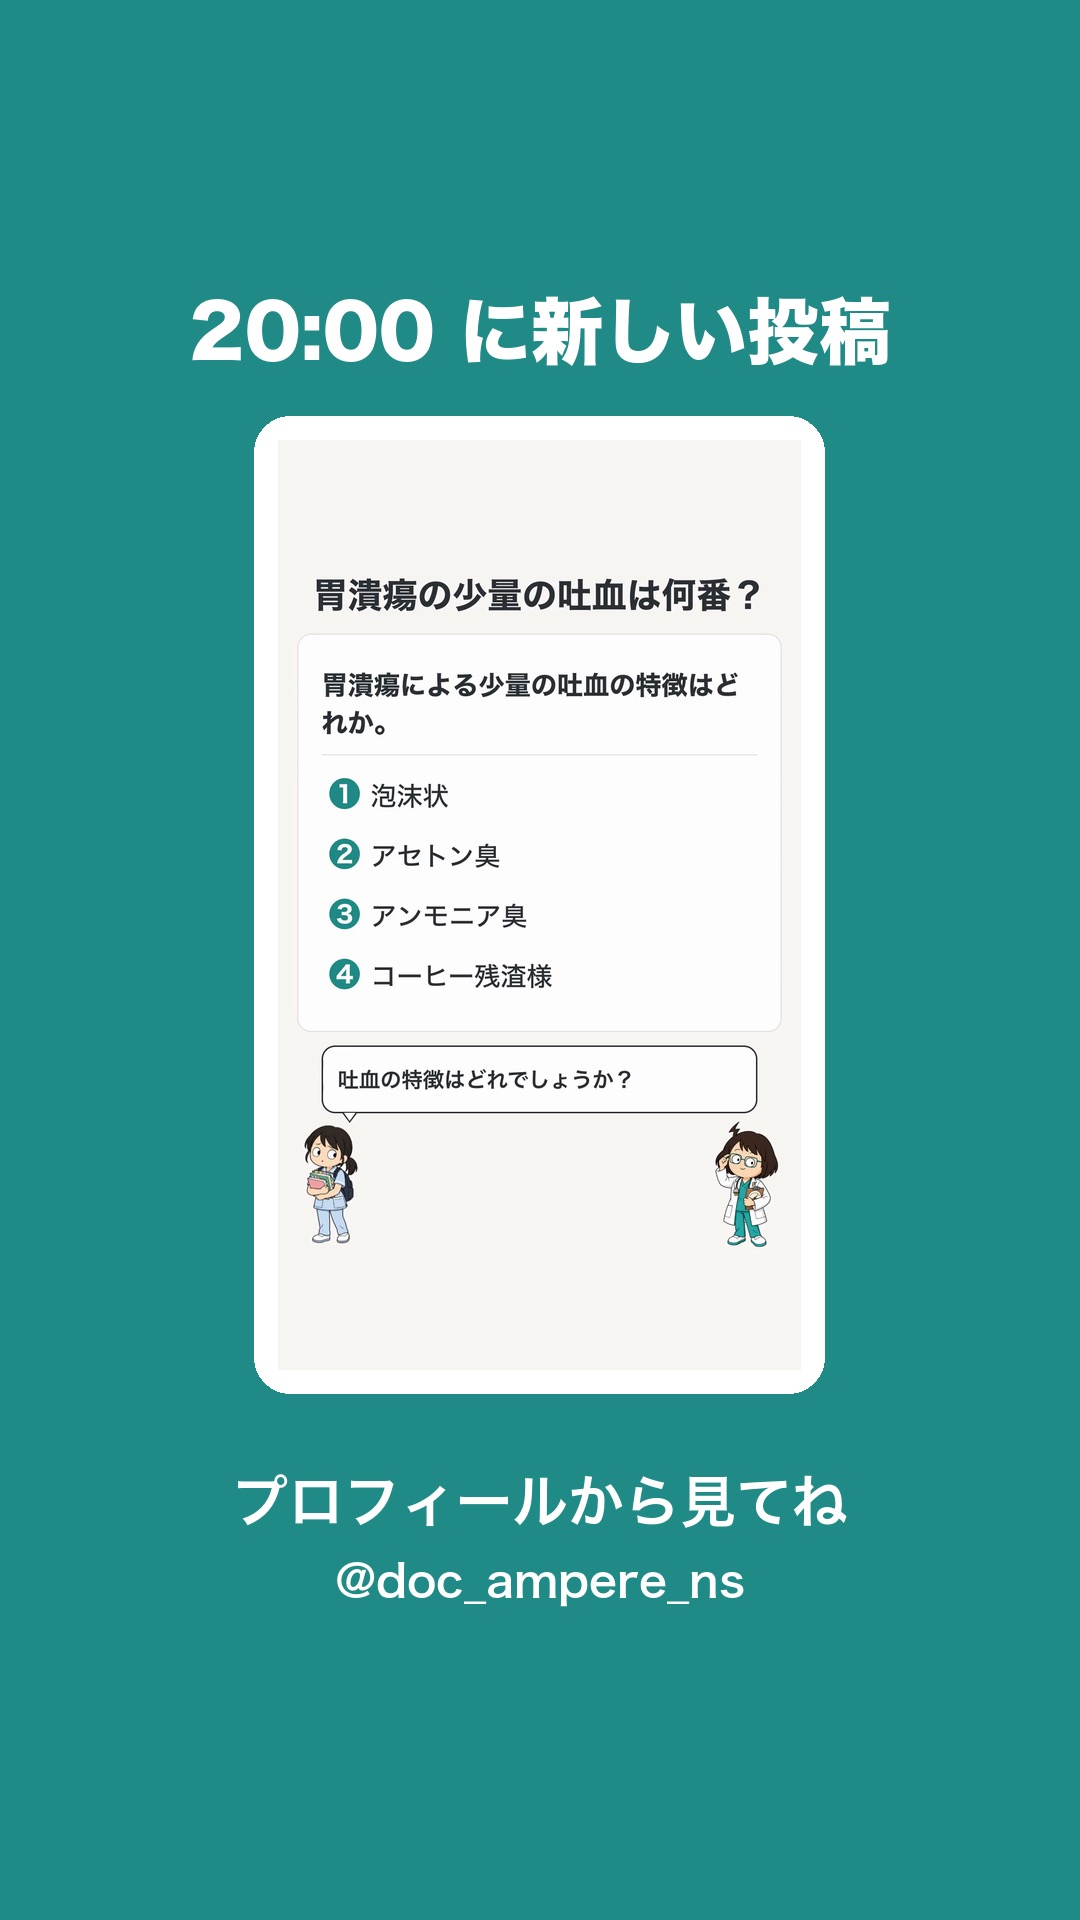 20:00 に新しい投稿
胃潰瘍の少量の吐血は何番？
胃潰瘍による少量の吐血の特徴はど
れか。
1 泡沫状
2 アセトン臭
3 アンモニア臭
4 コーヒー残渣様
吐血の特徴はどれでしょうか？
プロフィールから見てね
@doc_ampere_ns